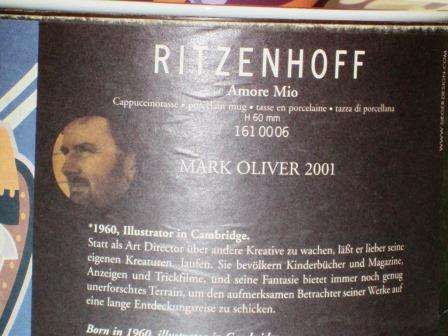 RITZENHOFF
Amore Mio
Cappuccinotasse • porcelain mug • tasse en porcelaine • tazza di porcellana
H 60 mm
1610006
MARK OLIVER 2001
*1960, Illustrator in Cambridge.
Statt als Art Director über andere Kreative zu wachen, läßt er lieber seine
eigenen Kreaturen laufen. Sie bevölkern Kinderbücher und Magazine,
Anzeigen und Trickfilme, und seine Fantasie bietet immer noch genug
unerforschtes Terrain, um den aufmerksamen Betrachter seiner Werke auf
eine lange Entdeckungsreise zu schicken.
Born in 1960, illustrator in